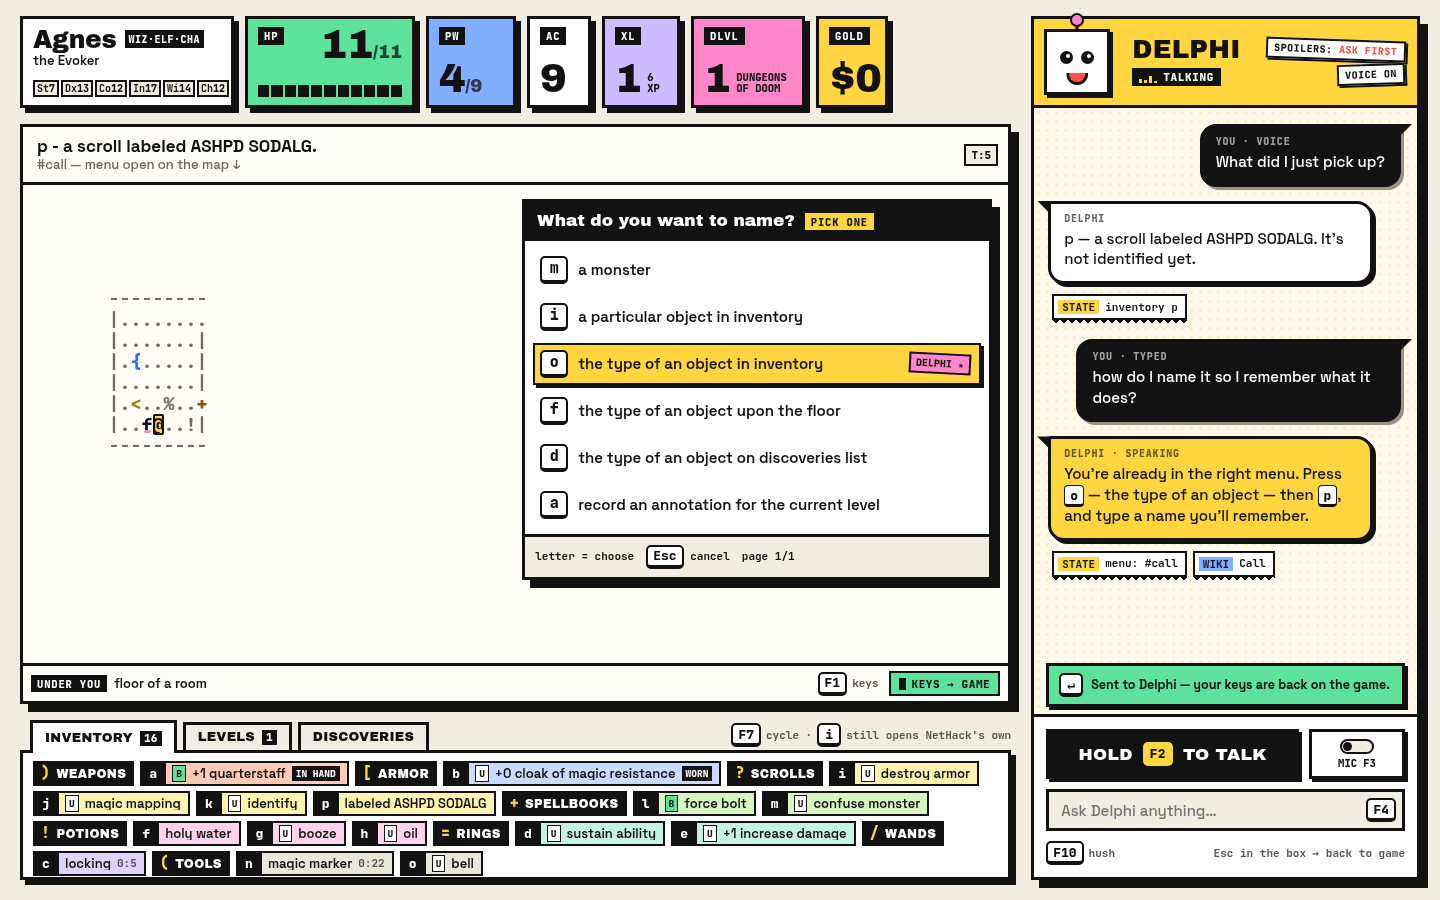 Agnes WIZ·ELF·CHA
the Evoker
St7 Dx13 Co12 In17 Wi14 Ch12
HP 11/11
PW 4/9
AC 9
XL 1 6 XP
DLVL 1 DUNGEONS OF DOOM
GOLD $0
p - a scroll labeled ASHPD SODALG.
#call — menu open on the map ↓
T:5
What do you want to name? PICK ONE
m a monster
i a particular object in inventory
o the type of an object in inventory DELPHI ★
f the type of an object upon the floor
d the type of an object on discoveries list
a record an annotation for the current level
letter = choose Esc cancel page 1/1
---------
|........
|.......|
|.{.....|
|.......|
|.<..%..+
|..f@..!|
---------
UNDER YOU floor of a room
F1 keys KEYS → GAME
INVENTORY 16 LEVELS 1 DISCOVERIES
F7 cycle · i still opens NetHack's own
) WEAPONS a B +1 quarterstaff IN HAND [ ARMOR b U +0 cloak of magic resistance WORN ? SCROLLS i U destroy armor
j U magic mapping k U identify p labeled ASHPD SODALG + SPELLBOOKS l B force bolt m U confuse monster
! POTIONS f holy water g U booze h U oil = RINGS d U sustain ability e U +1 increase damage / WANDS
c locking 0:5 ( TOOLS n magic marker 0:22 o U bell
DELPHI
TALKING
SPOILERS: ASK FIRST
VOICE ON
YOU · VOICE
What did I just pick up?
DELPHI
p — a scroll labeled ASHPD SODALG. It's
not identified yet.
STATE inventory p
YOU · TYPED
how do I name it so I remember what it
does?
DELPHI · SPEAKING
You're already in the right menu. Press
o — the type of an object — then p,
and type a name you'll remember.
STATE menu: #call WIKI Call
↵ Sent to Delphi — your keys are back on the game.
HOLD F2 TO TALK
MIC F3
Ask Delphi anything… F4
F10 hush Esc in the box → back to game